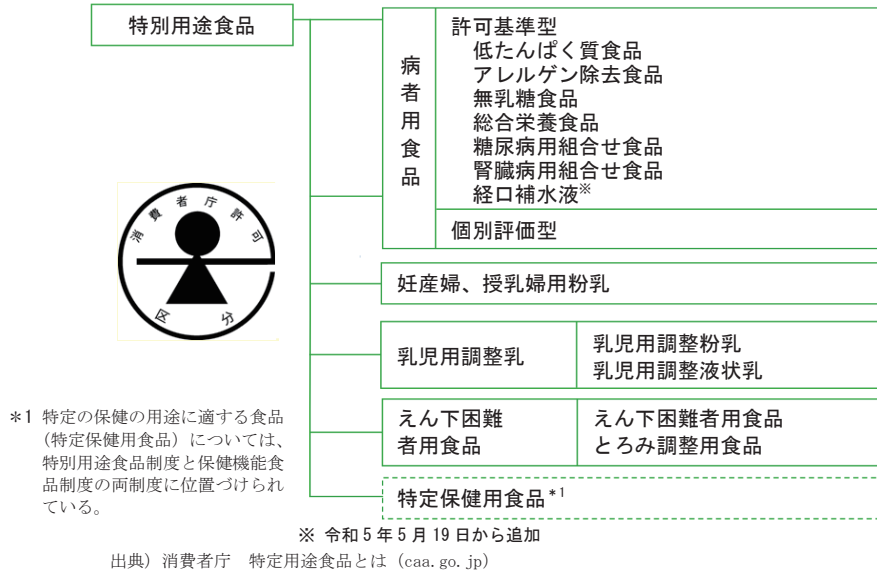 特別用途食品
病者用食品
許可基準型
低たんぱく質食品
アレルゲン除去食品
無乳糖食品
総合栄養食品
糖尿病用組合せ食品
腎臓病用組合せ食品
経口補水液※
個別評価型
消費者庁許可
区分
妊産婦、授乳婦用粉乳
乳児用調整乳
乳児用調整粉乳
乳児用調整液状乳
えん下困難
者用食品
えん下困難者用食品
とろみ調整用食品
特定保健用食品*1
*1 特定の保健の用途に適する食品
(特定保健用食品)については、
特別用途食品制度と保健機能食
品制度の両制度に位置づけられ
ている。
※ 令和5年5月19日から追加
出典)消費者庁 特定用途食品とは(caa.go.jp)